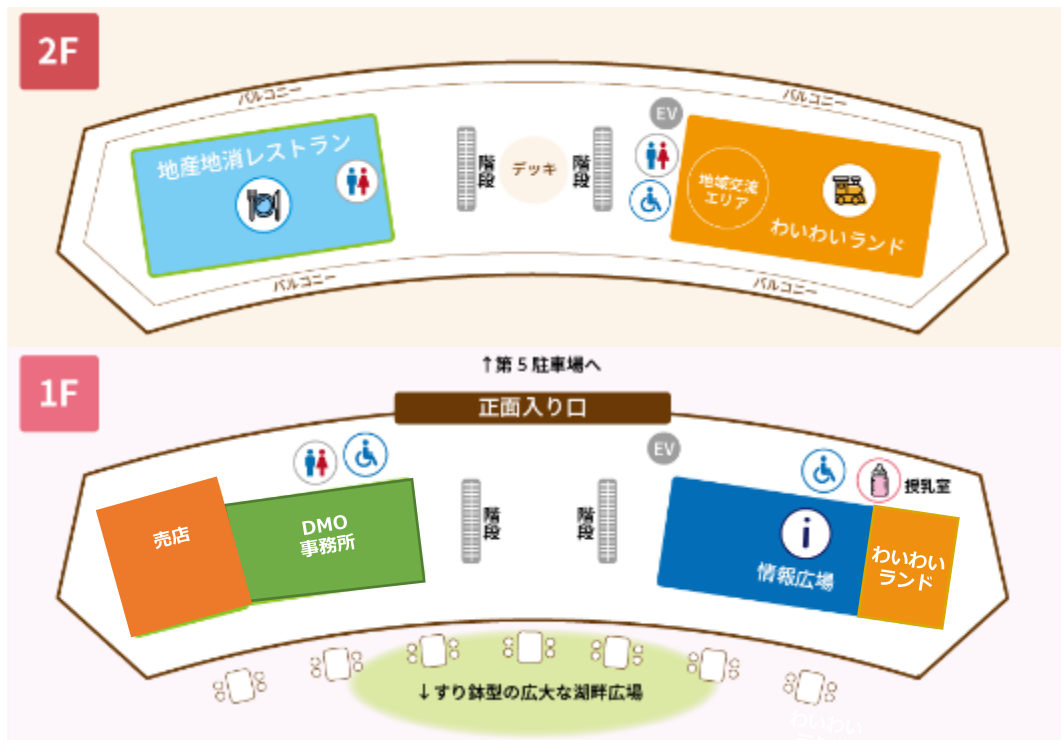 2F
バルコニー
バルコニー
地産地消レストラン
階段
デッキ
階段
EV
地域交流
エリア
わいわいランド
バルコニー
バルコニー
↑第5駐車場へ
1F
正面入り口
EV
売店
DMO
事務所
階段
階段
i
情報広場
授乳室
わいわい
ランド
↓すり鉢型の広大な湖畔広場
わいわい